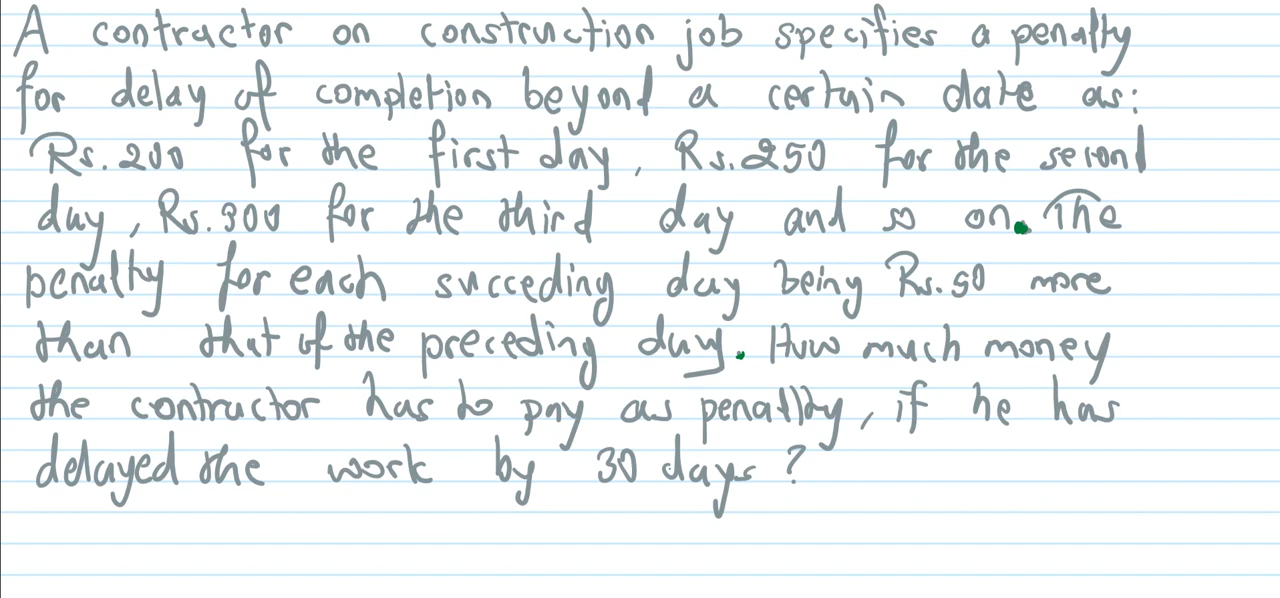 A contractor on construction job specifies a penalty
for delay of completion beyond a certain date as:
Rs.200 for the first day, Rs.250 for the second
day, Rs.300 for the third day and so on. The
penalty for each succeding day being Rs.50 more
than that of the preceding day. How much money
the contractor has to pay as penallty, if he has
delayed the work by 30 days?